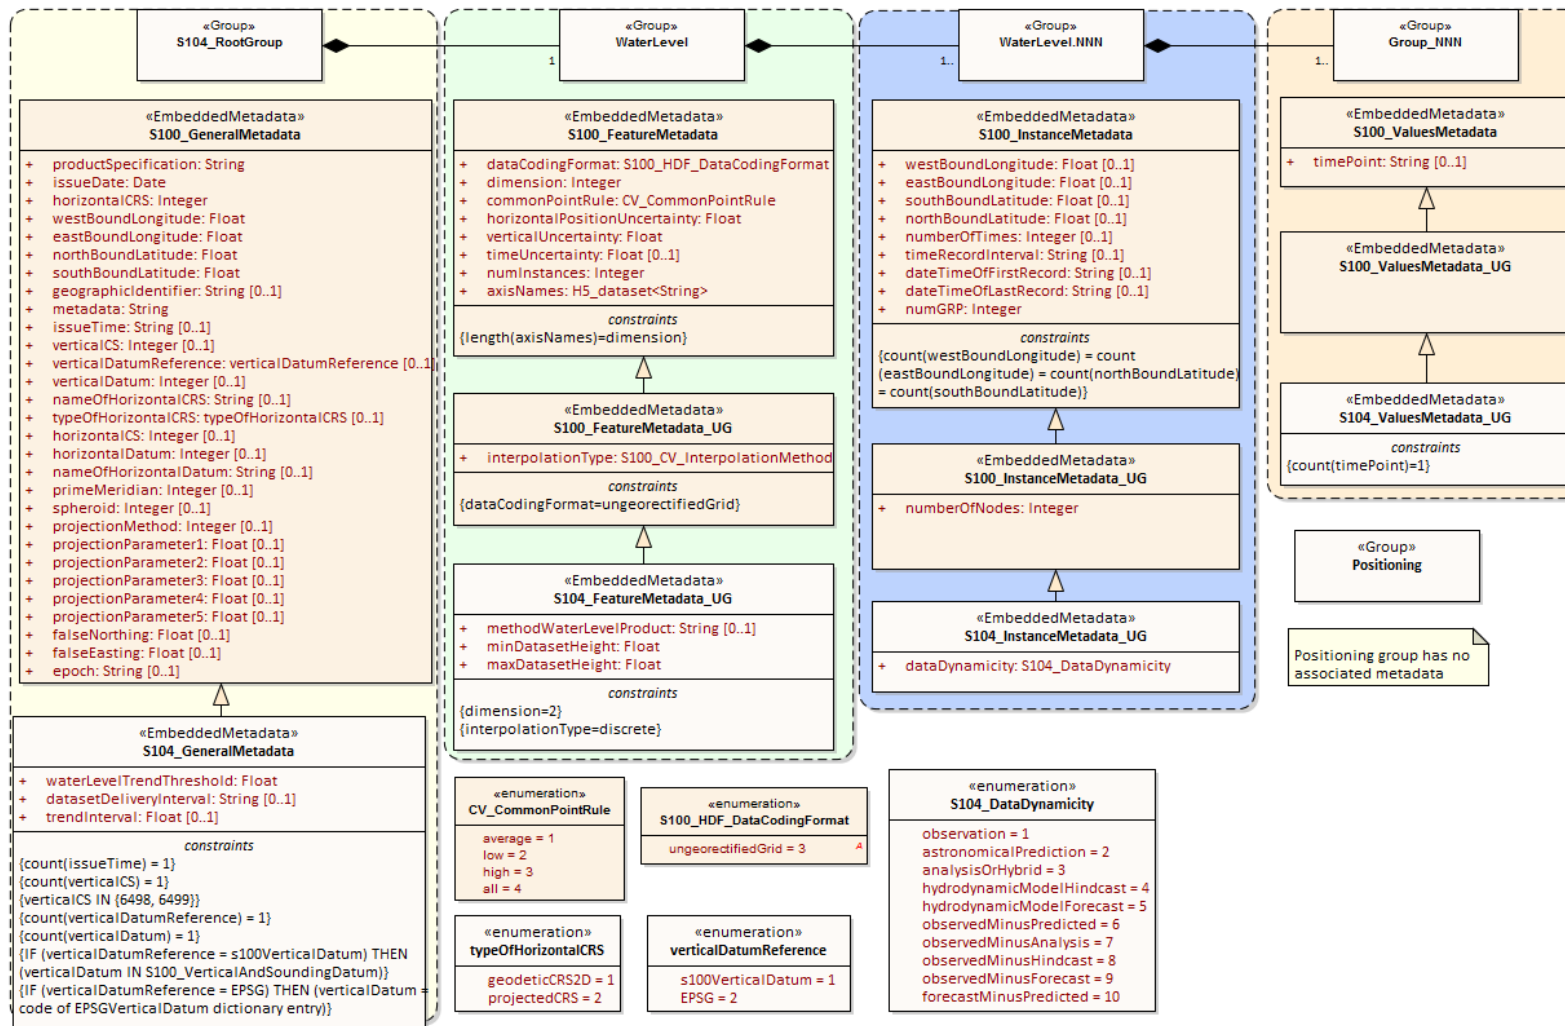 «Group»
S104_RootGroup
«Group»
WaterLevel
1
«Group»
WaterLevel.NNN
1..
«Group»
Group_NNN
1..
«EmbeddedMetadata»
S100_GeneralMetadata
+ productSpecification: String
+ issueDate: Date
+ horizontalCRS: Integer
+ westBoundLongitude: Float
+ eastBoundLongitude: Float
+ northBoundLatitude: Float
+ southBoundLatitude: Float
+ geographicIdentifier: String [0..1]
+ metadata: String
+ issueTime: String [0..1]
+ verticalCS: Integer [0..1]
+ verticalDatumReference: verticalDatumReference [0..1]
+ verticalDatum: Integer [0..1]
+ nameOfHorizontalCRS: String [0..1]
+ typeOfHorizontalCRS: typeOfHorizontalCRS [0..1]
+ horizontalCS: Integer [0..1]
+ horizontalDatum: Integer [0..1]
+ nameOfHorizontalDatum: String [0..1]
+ primeMeridian: Integer [0..1]
+ spheroid: Integer [0..1]
+ projectionMethod: Integer [0..1]
+ projectionParameter1: Float [0..1]
+ projectionParameter2: Float [0..1]
+ projectionParameter3: Float [0..1]
+ projectionParameter4: Float [0..1]
+ projectionParameter5: Float [0..1]
+ falseNorthing: Float [0..1]
+ falseEasting: Float [0..1]
+ epoch: String [0..1]
«EmbeddedMetadata»
S104_GeneralMetadata
+ waterLevelTrendThreshold: Float
+ datasetDeliveryInterval: String [0..1]
+ trendInterval: Float [0..1]
constraints
{count(issueTime) = 1}
{count(verticalCS) = 1}
{verticalCS IN {6498, 6499}}
{count(verticalDatumReference) = 1}
{count(verticalDatum) = 1}
{IF (verticalDatumReference = s100VerticalDatum) THEN
(verticalDatum IN S100_VerticalAndSoundingDatum)}
{IF (verticalDatumReference = EPSG) THEN (verticalDatum =
code of EPSGVerticalDatum dictionary entry)}
«EmbeddedMetadata»
S100_FeatureMetadata
+ dataCodingFormat: S100_HDF_DataCodingFormat
+ dimension: Integer
+ commonPointRule: CV_CommonPointRule
+ horizontalPositionUncertainty: Float
+ verticalUncertainty: Float
+ timeUncertainty: Float [0..1]
+ numInstances: Integer
+ axisNames: H5_dataset<String>
constraints
{length(axisNames)=dimension}
«EmbeddedMetadata»
S100_FeatureMetadata_UG
+ interpolationType: S100_CV_InterpolationMethod
constraints
{dataCodingFormat=ungeorectifiedGrid}
«EmbeddedMetadata»
S104_FeatureMetadata_UG
+ methodWaterLevelProduct: String [0..1]
+ minDatasetHeight: Float
+ maxDatasetHeight: Float
constraints
{dimension=2}
{interpolationType=discrete}
«EmbeddedMetadata»
S100_InstanceMetadata
+ westBoundLongitude: Float [0..1]
+ eastBoundLongitude: Float [0..1]
+ southBoundLatitude: Float [0..1]
+ northBoundLatitude: Float [0..1]
+ numberOfTimes: Integer [0..1]
+ timeRecordInterval: String [0..1]
+ dateTimeOfFirstRecord: String [0..1]
+ dateTimeOfLastRecord: String [0..1]
+ numGRP: Integer
constraints
{count(westBoundLongitude) = count
(eastBoundLongitude) = count(northBoundLatitude)
= count(southBoundLatitude)}
«EmbeddedMetadata»
S100_InstanceMetadata_UG
+ numberOfNodes: Integer
«EmbeddedMetadata»
S104_InstanceMetadata_UG
+ dataDynamicity: S104_DataDynamicity
«EmbeddedMetadata»
S100_ValuesMetadata
+ timePoint: String [0..1]
«EmbeddedMetadata»
S100_ValuesMetadata_UG
«EmbeddedMetadata»
S104_ValuesMetadata_UG
constraints
{count(timePoint)=1}
«Group»
Positioning
Positioning group has no
associated metadata
«enumeration»
CV_CommonPointRule
average = 1
low = 2
high = 3
all = 4
«enumeration»
S100_HDF_DataCodingFormat
ungeorectifiedGrid = 3
A
«enumeration»
typeOfHorizontalCRS
geodeticCRS2D = 1
projectedCRS = 2
«enumeration»
verticalDatumReference
s100VerticalDatum = 1
EPSG = 2
«enumeration»
S104_DataDynamicity
observation = 1
astronomicalPrediction = 2
analysisOrHybrid = 3
hydrodynamicModelHindcast = 4
hydrodynamicModelForecast = 5
observedMinusPredicted = 6
observedMinusAnalysis = 7
observedMinusHindcast = 8
observedMinusForecast = 9
forecastMinusPredicted = 10